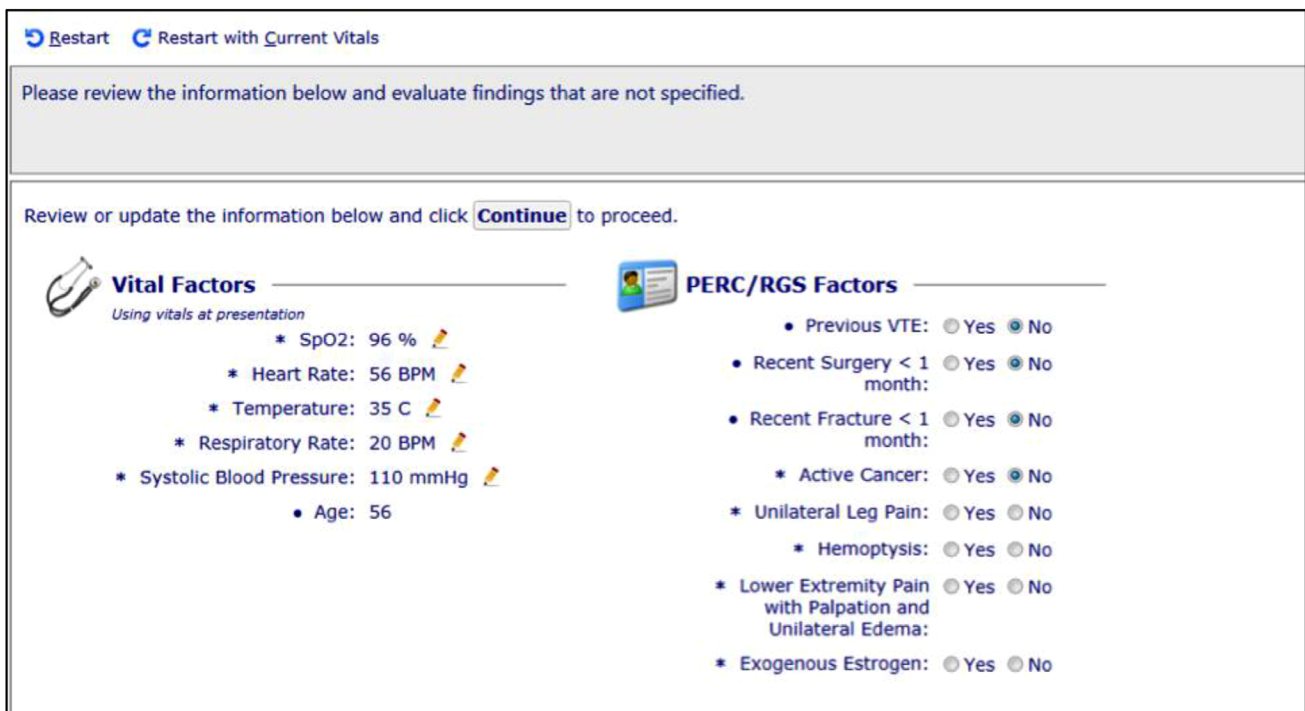 Restart Restart with Current Vitals
Please review the information below and evaluate findings that are not specified.
Review or update the information below and click Continue to proceed.
Vital Factors
Using vitals at presentation
* SpO2: 96 %
* Heart Rate: 56 BPM
* Temperature: 35 C
* Respiratory Rate: 20 BPM
* Systolic Blood Pressure: 110 mmHg
• Age: 56
PERC/RGS Factors
• Previous VTE: Yes No
• Recent Surgery < 1 Yes No
month:
• Recent Fracture < 1 Yes No
month:
* Active Cancer: Yes No
* Unilateral Leg Pain: Yes No
* Hemoptysis: Yes No
* Lower Extremity Pain Yes No
with Palpation and
Unilateral Edema:
* Exogenous Estrogen: Yes No